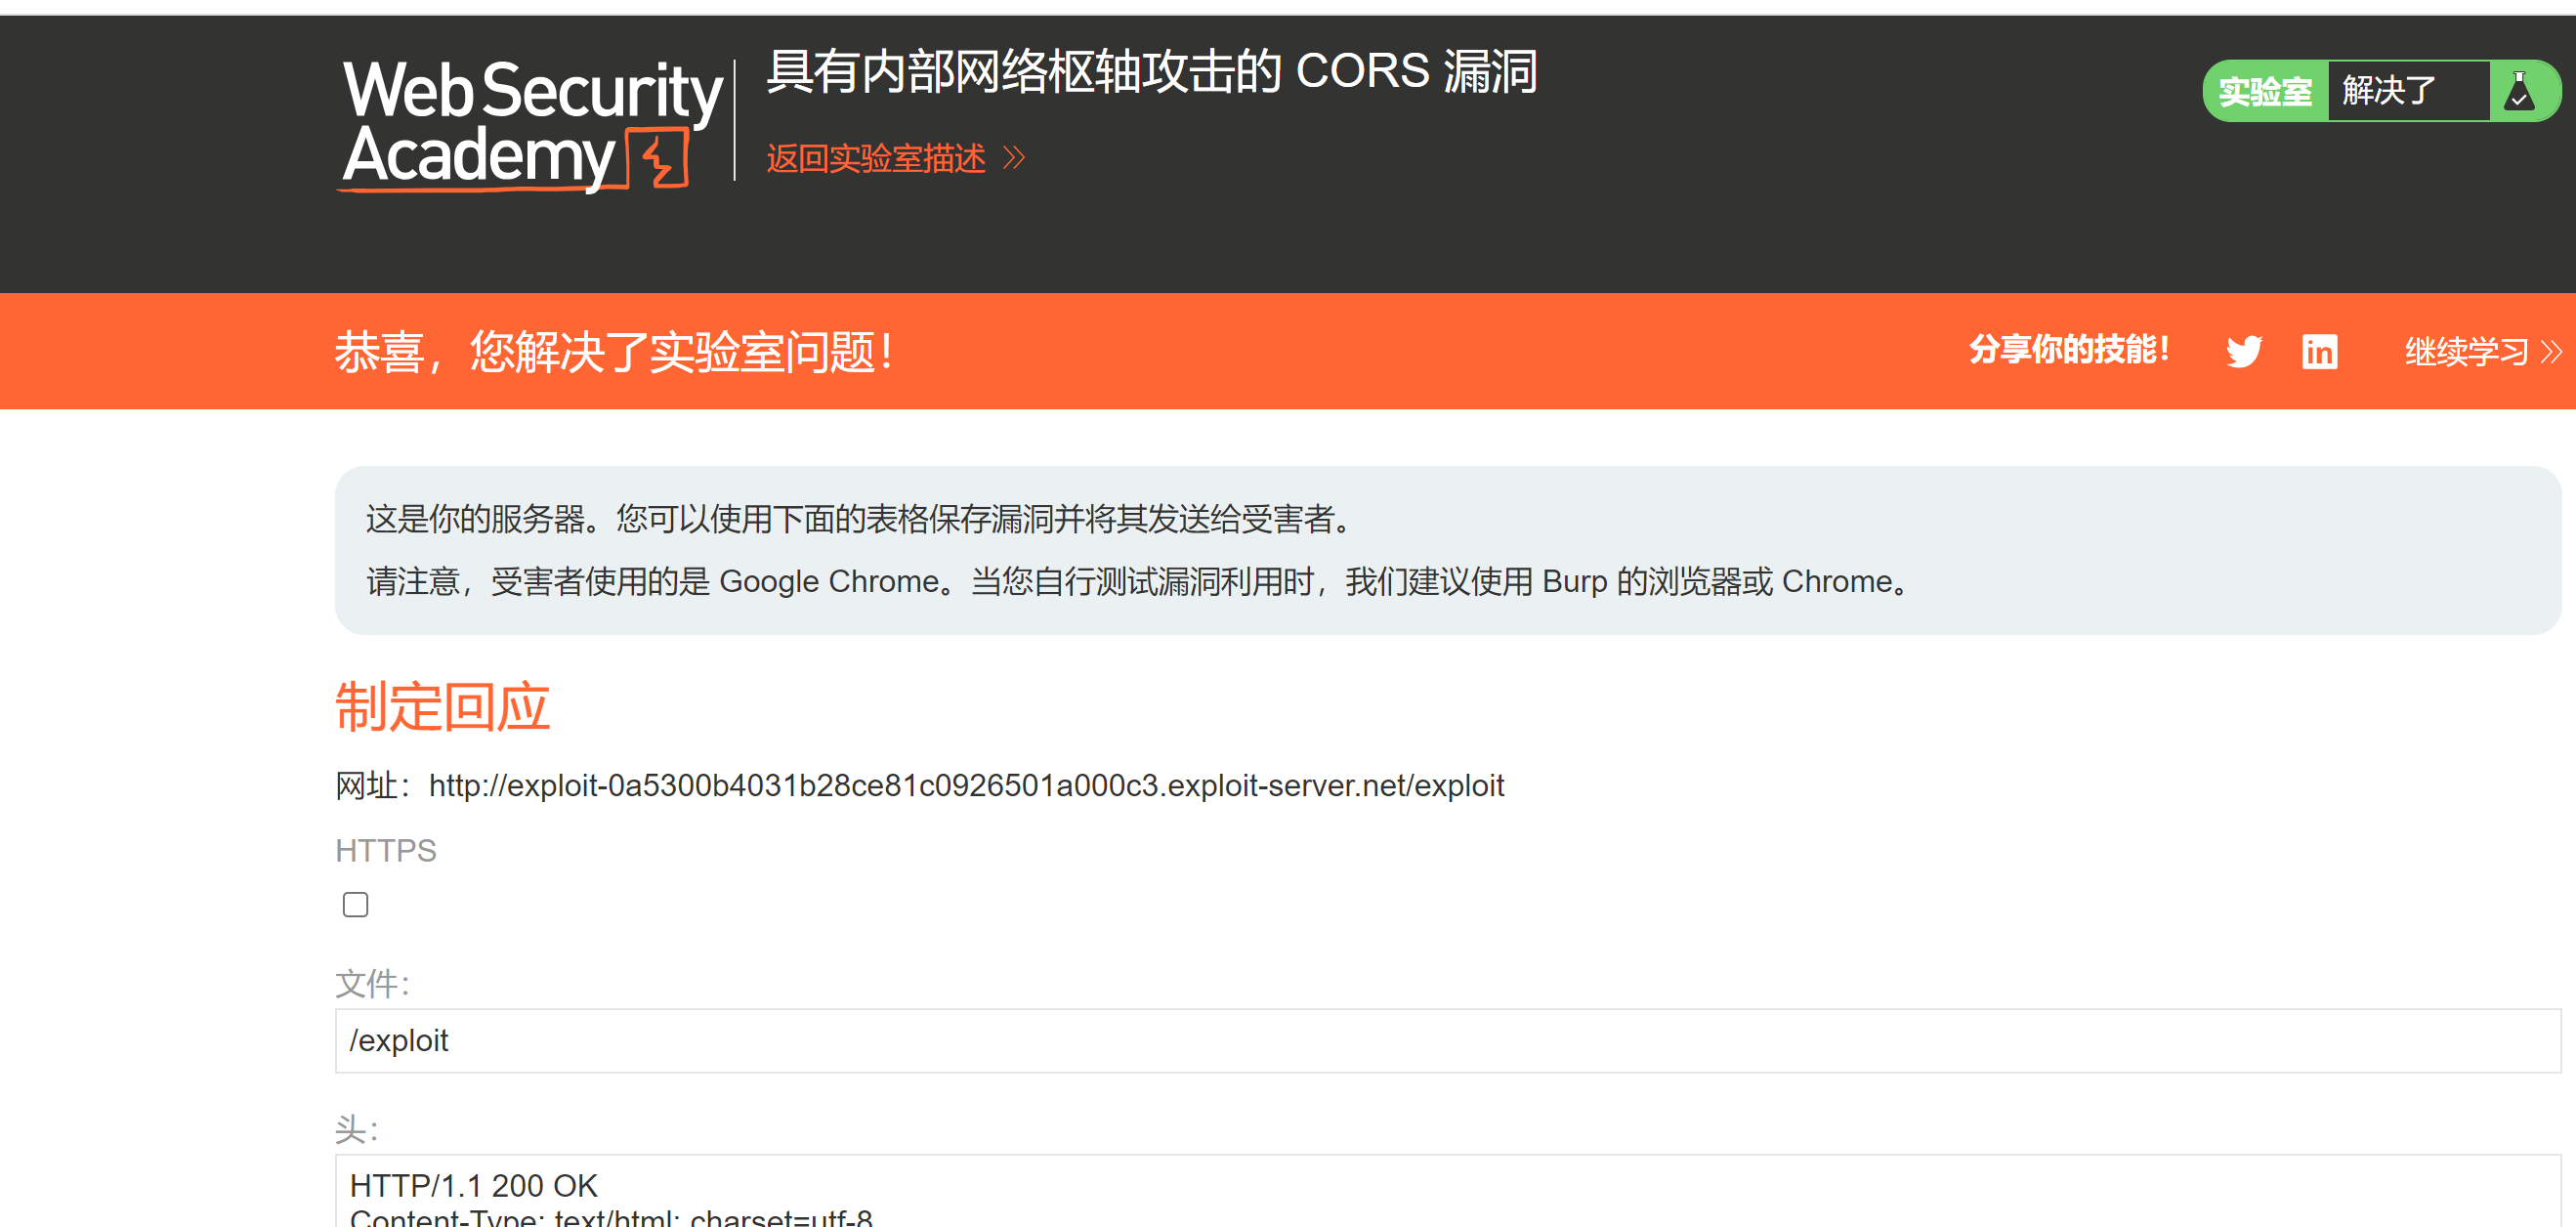 Web Security
Academy
具有内部网络枢轴攻击的 CORS 漏洞
返回实验室描述
实验室 解决了
恭喜，您解决了实验室问题！
分享你的技能！
继续学习
这是你的服务器。您可以使用下面的表格保存漏洞并将其发送给受害者。
请注意，受害者使用的是 Google Chrome。当您自行测试漏洞利用时，我们建议使用 Burp 的浏览器或 Chrome。
制定回应
网址：http://exploit-0a5300b4031b28ce81c0926501a000c3.exploit-server.net/exploit
HTTPS
文件：
/exploit
头：
HTTP/1.1 200 OK
Content-Type: text/html; charset=utf-8